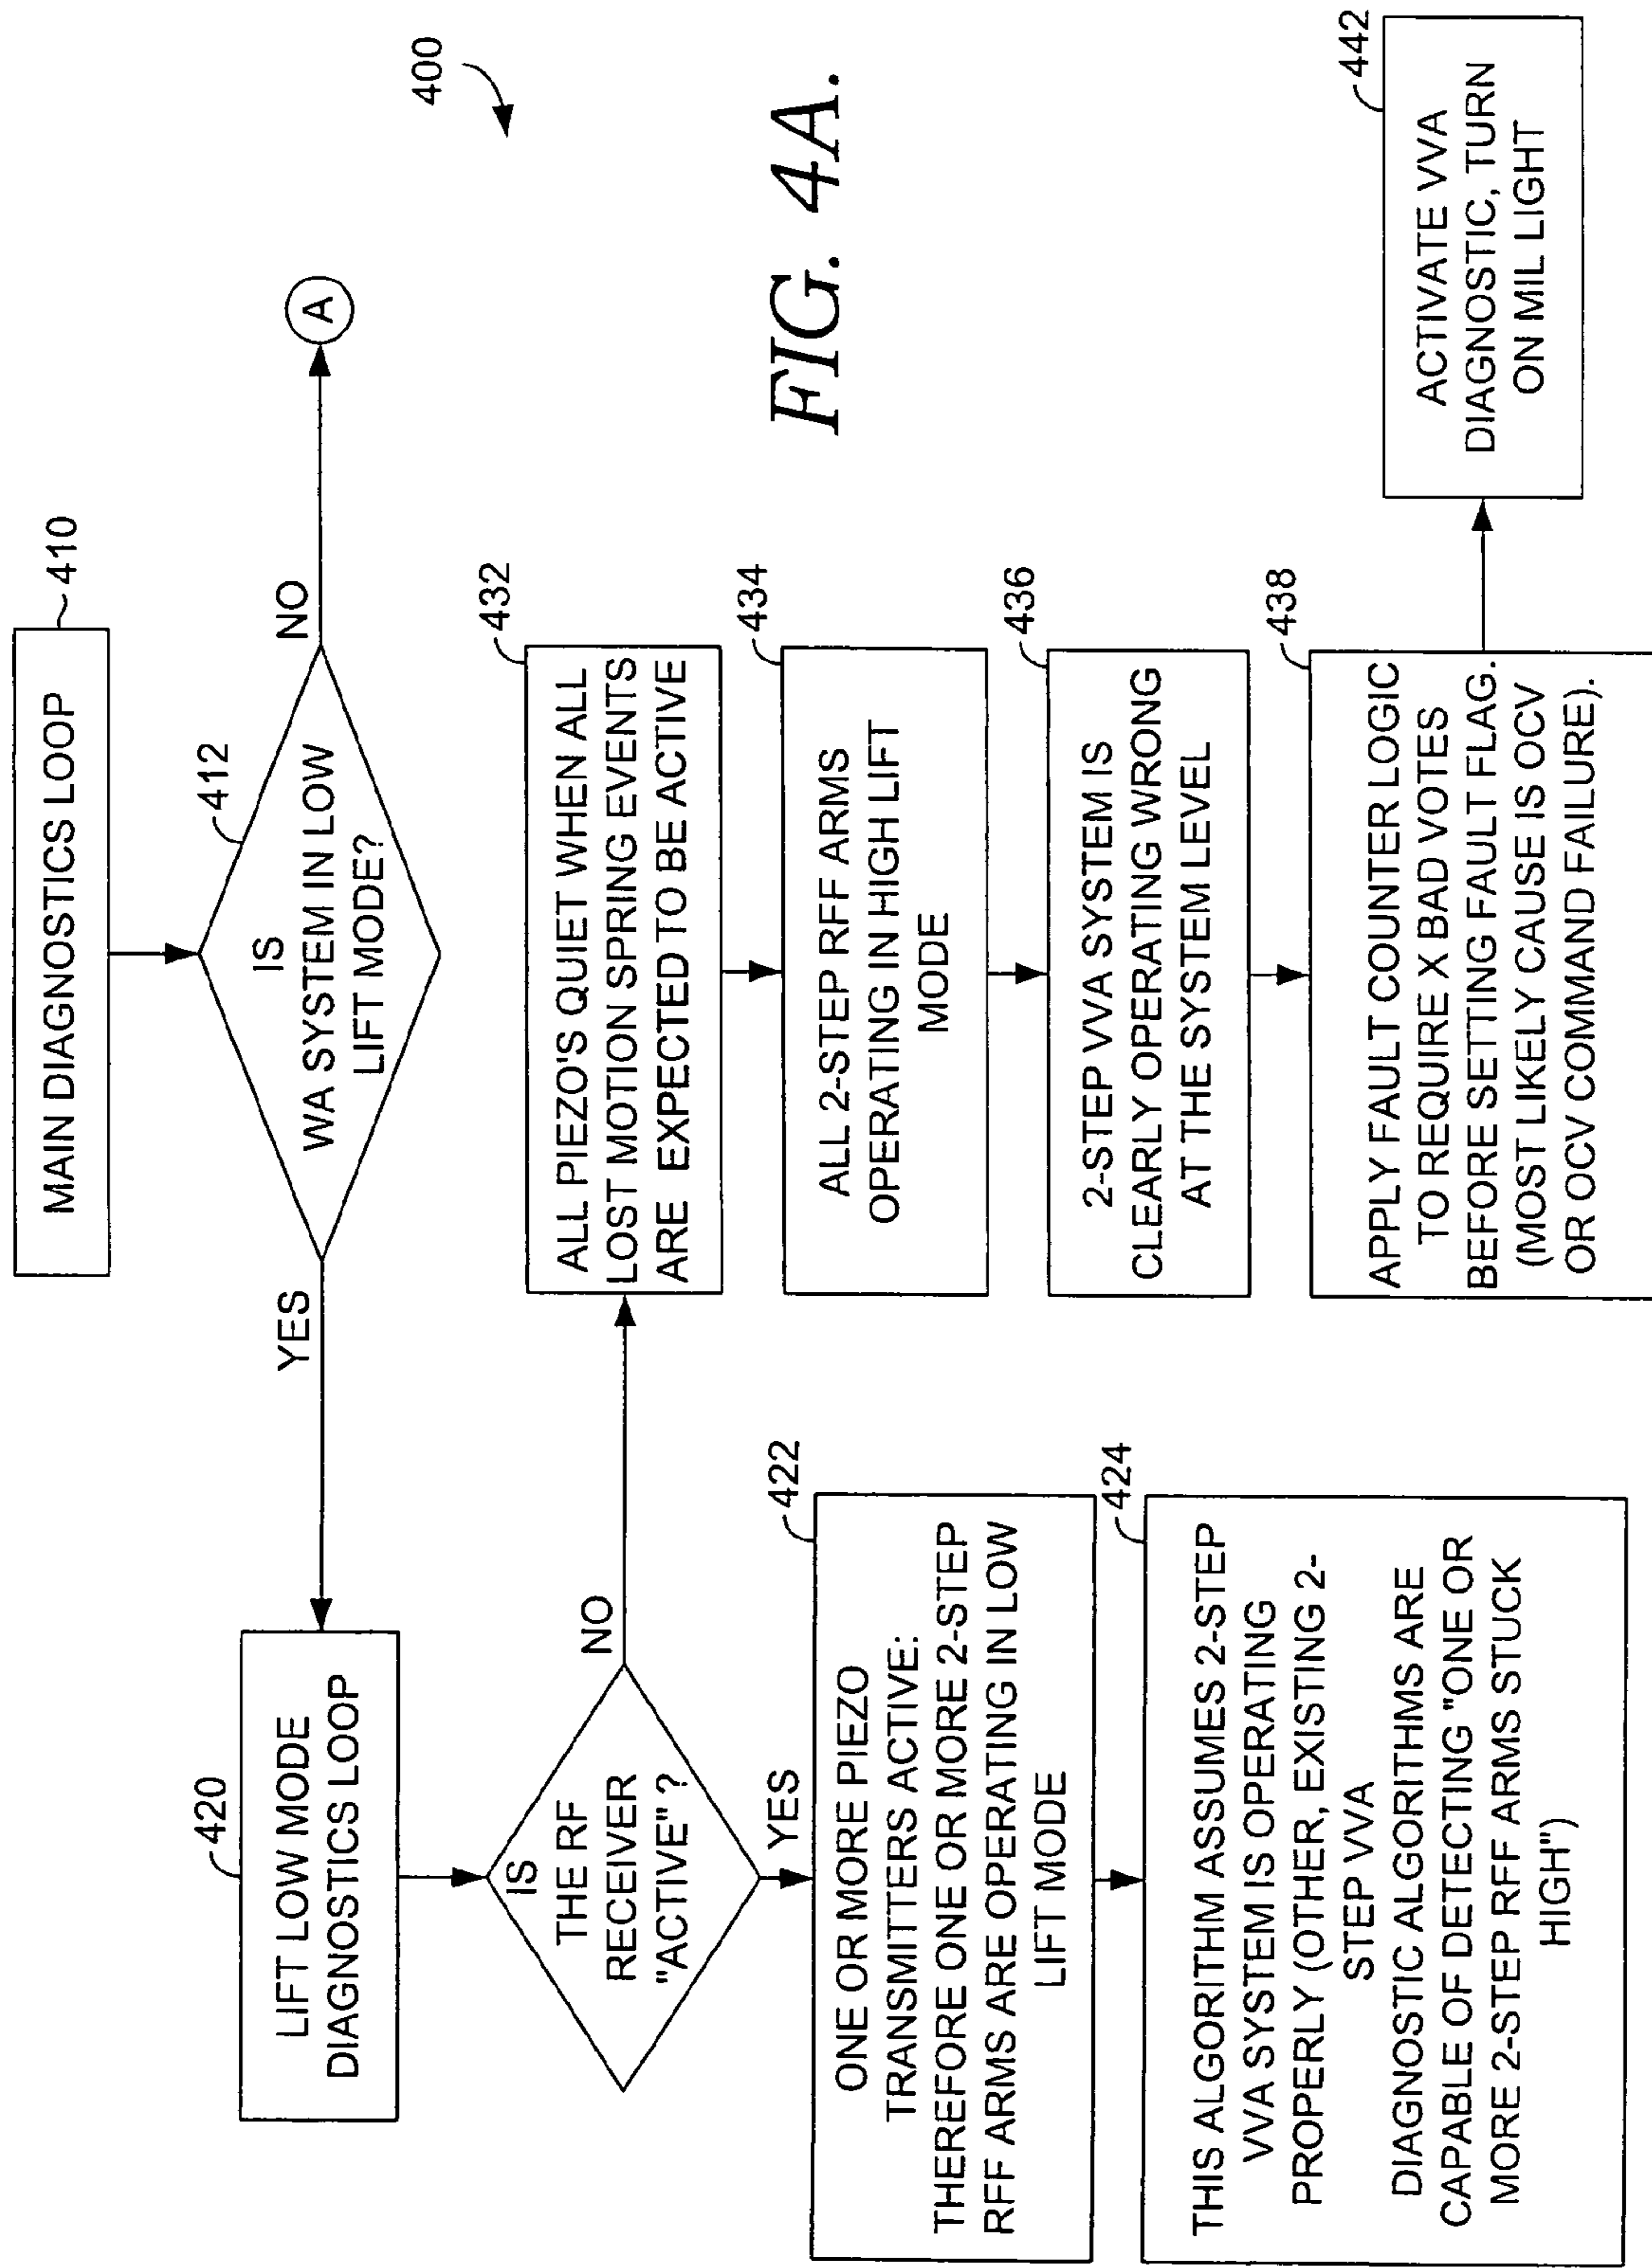 400
MAIN DIAGNOSTICS LOOP
410
412
IS
VVA SYSTEM IN LOW
LIFT MODE?
YES
NO
A
420
LIFT LOW MODE
DIAGNOSTICS LOOP
IS
THE RF
RECEIVER
"ACTIVE" ?
NO
YES
422
ONE OR MORE PIEZO
TRANSMITTERS ACTIVE:
THEREFORE ONE OR MORE 2-STEP
RFF ARMS ARE OPERATING IN LOW
LIFT MODE
424
THIS ALGORITHM ASSUMES 2-STEP
VVA SYSTEM IS OPERATING
PROPERLY (OTHER, EXISTING 2-
STEP VVA
DIAGNOSTIC ALGORITHMS ARE
CAPABLE OF DETECTING "ONE OR
MORE 2-STEP RFF ARMS STUCK
HIGH")
432
ALL PIEZO'S QUIET WHEN ALL
LOST MOTION SPRING EVENTS
ARE EXPECTED TO BE ACTIVE
434
ALL 2-STEP RFF ARMS
OPERATING IN HIGH LIFT
MODE
436
2-STEP VVA SYSTEM IS
CLEARLY OPERATING WRONG
AT THE SYSTEM LEVEL
438
APPLY FAULT COUNTER LOGIC
TO REQUIRE X BAD VOTES
BEFORE SETTING FAULT FLAG.
(MOST LIKELY CAUSE IS OCV
OR OCV COMMAND FAILURE).
442
ACTIVATE VVA
DIAGNOSTIC, TURN
ON MIL LIGHT
FIG. 4A.